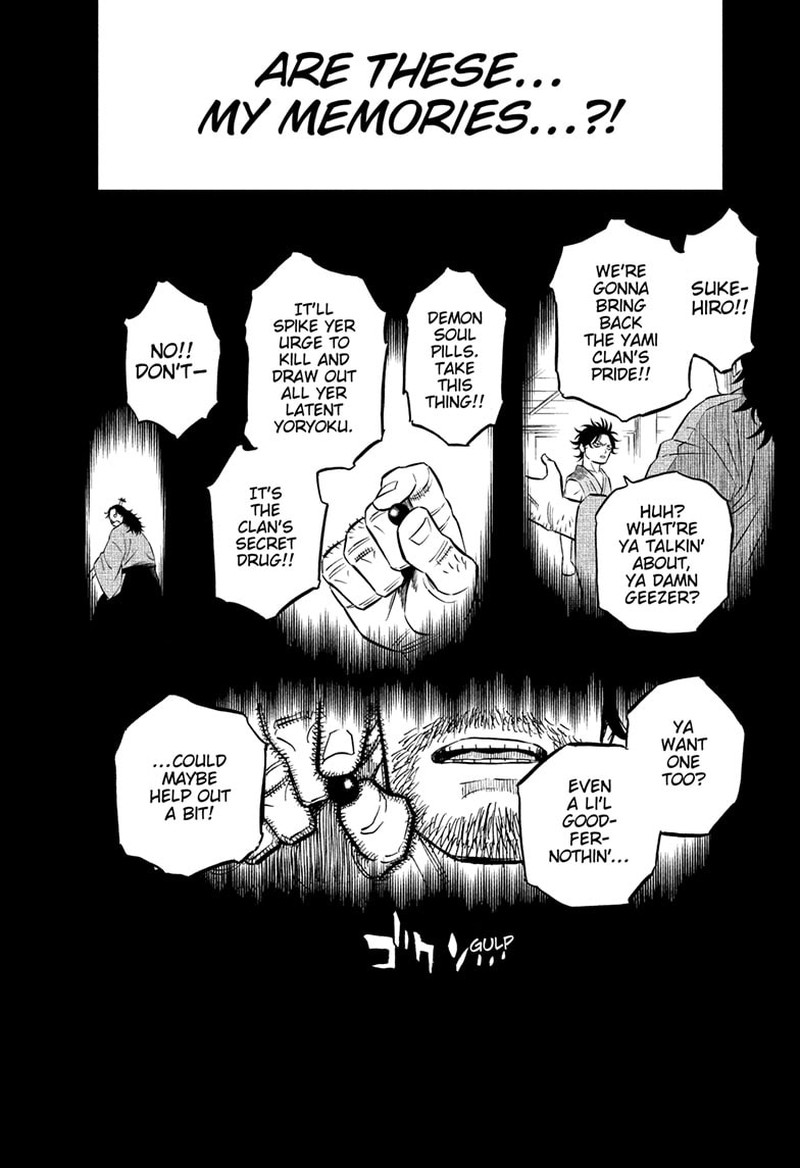 ARE THESE...
MY MEMORIES...?!
SUKE-
HIRO!!
WE'RE
GONNA
BRING
BACK
THE YAMI
CLAN'S
PRIDE!!
HUH?
WHAT'RE
YA TALKIN'
ABOUT,
YA DAMN
GEEZER?
DEMON
SOUL
PILLS.
TAKE
THIS
THING!!
IT'LL
SPIKE YER
URGE TO
KILL AND
DRAW OUT
ALL YER
LATENT
YORYOKU.
IT'S
THE
CLAN'S
SECRET
DRUG!!
NO!!
DON'T–
YA
WANT
ONE
TOO?
EVEN
A LI'L
GOOD-
FER-
NOTHIN'...
...COULD
MAYBE
HELP OUT
A BIT!
ゴクッ...
GULP